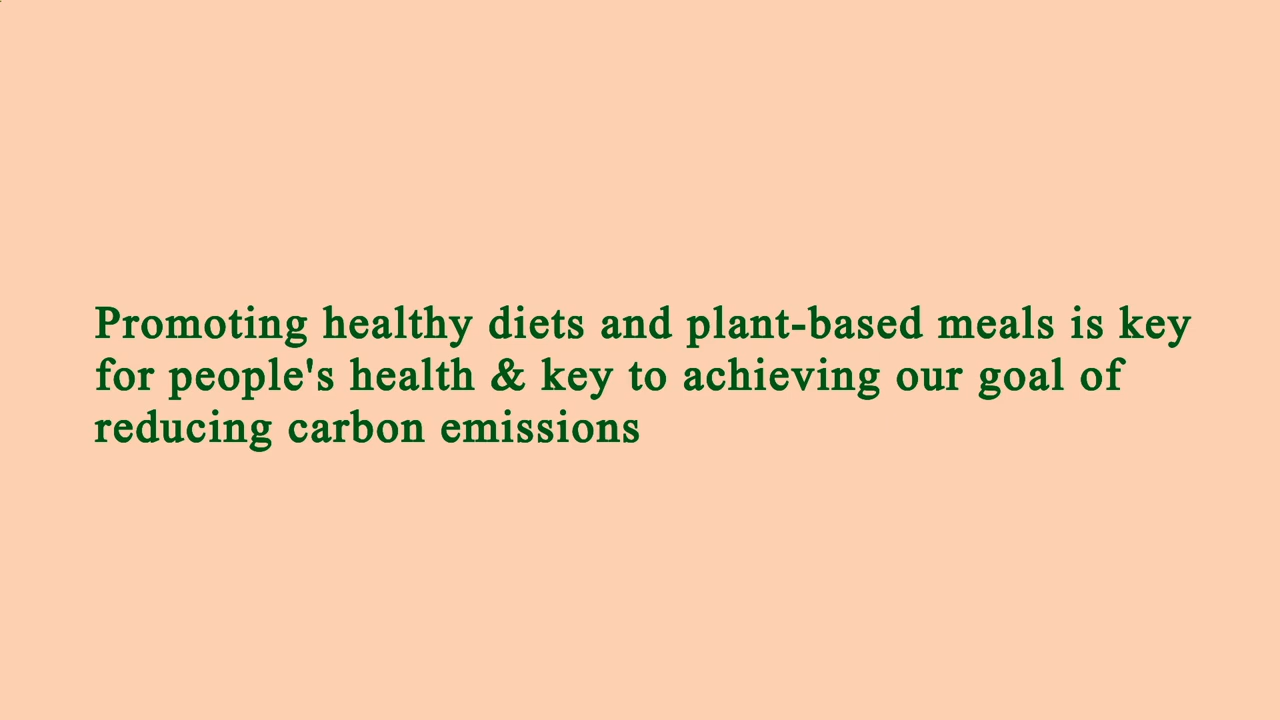 Promoting healthy diets and plant-based meals is key
for people's health & key to achieving our goal of
reducing carbon emissions